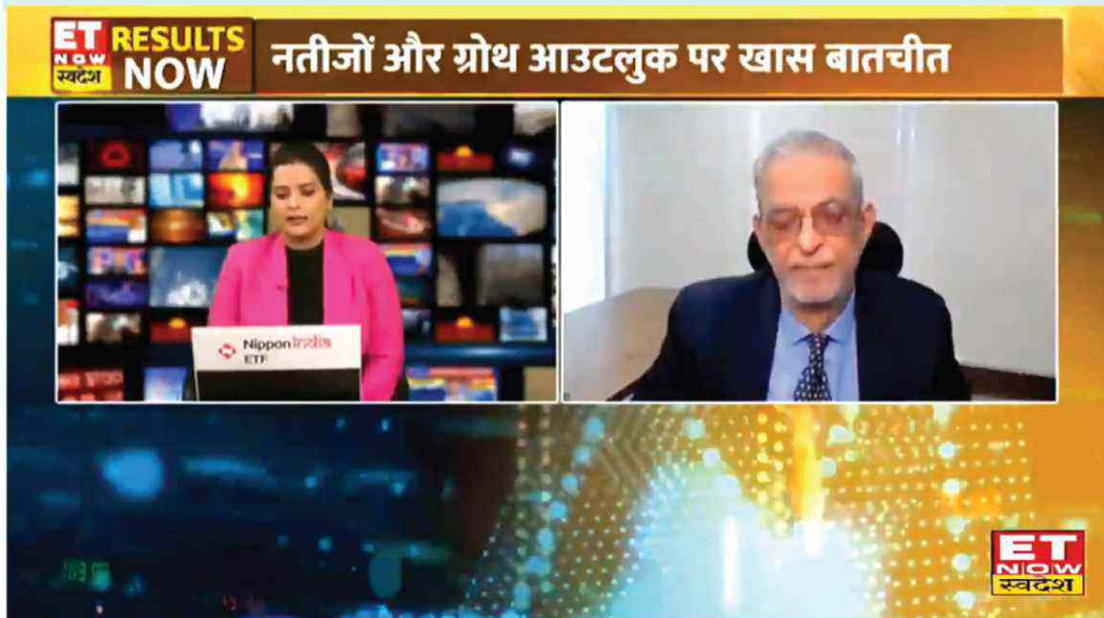 ET
NOW
स्वदेश
RESULTS
NOW
नतीजों और ग्रोथ आउटलुक पर खास बातचीत
Nippon india
ETF
ET
NOW
स्वदेश